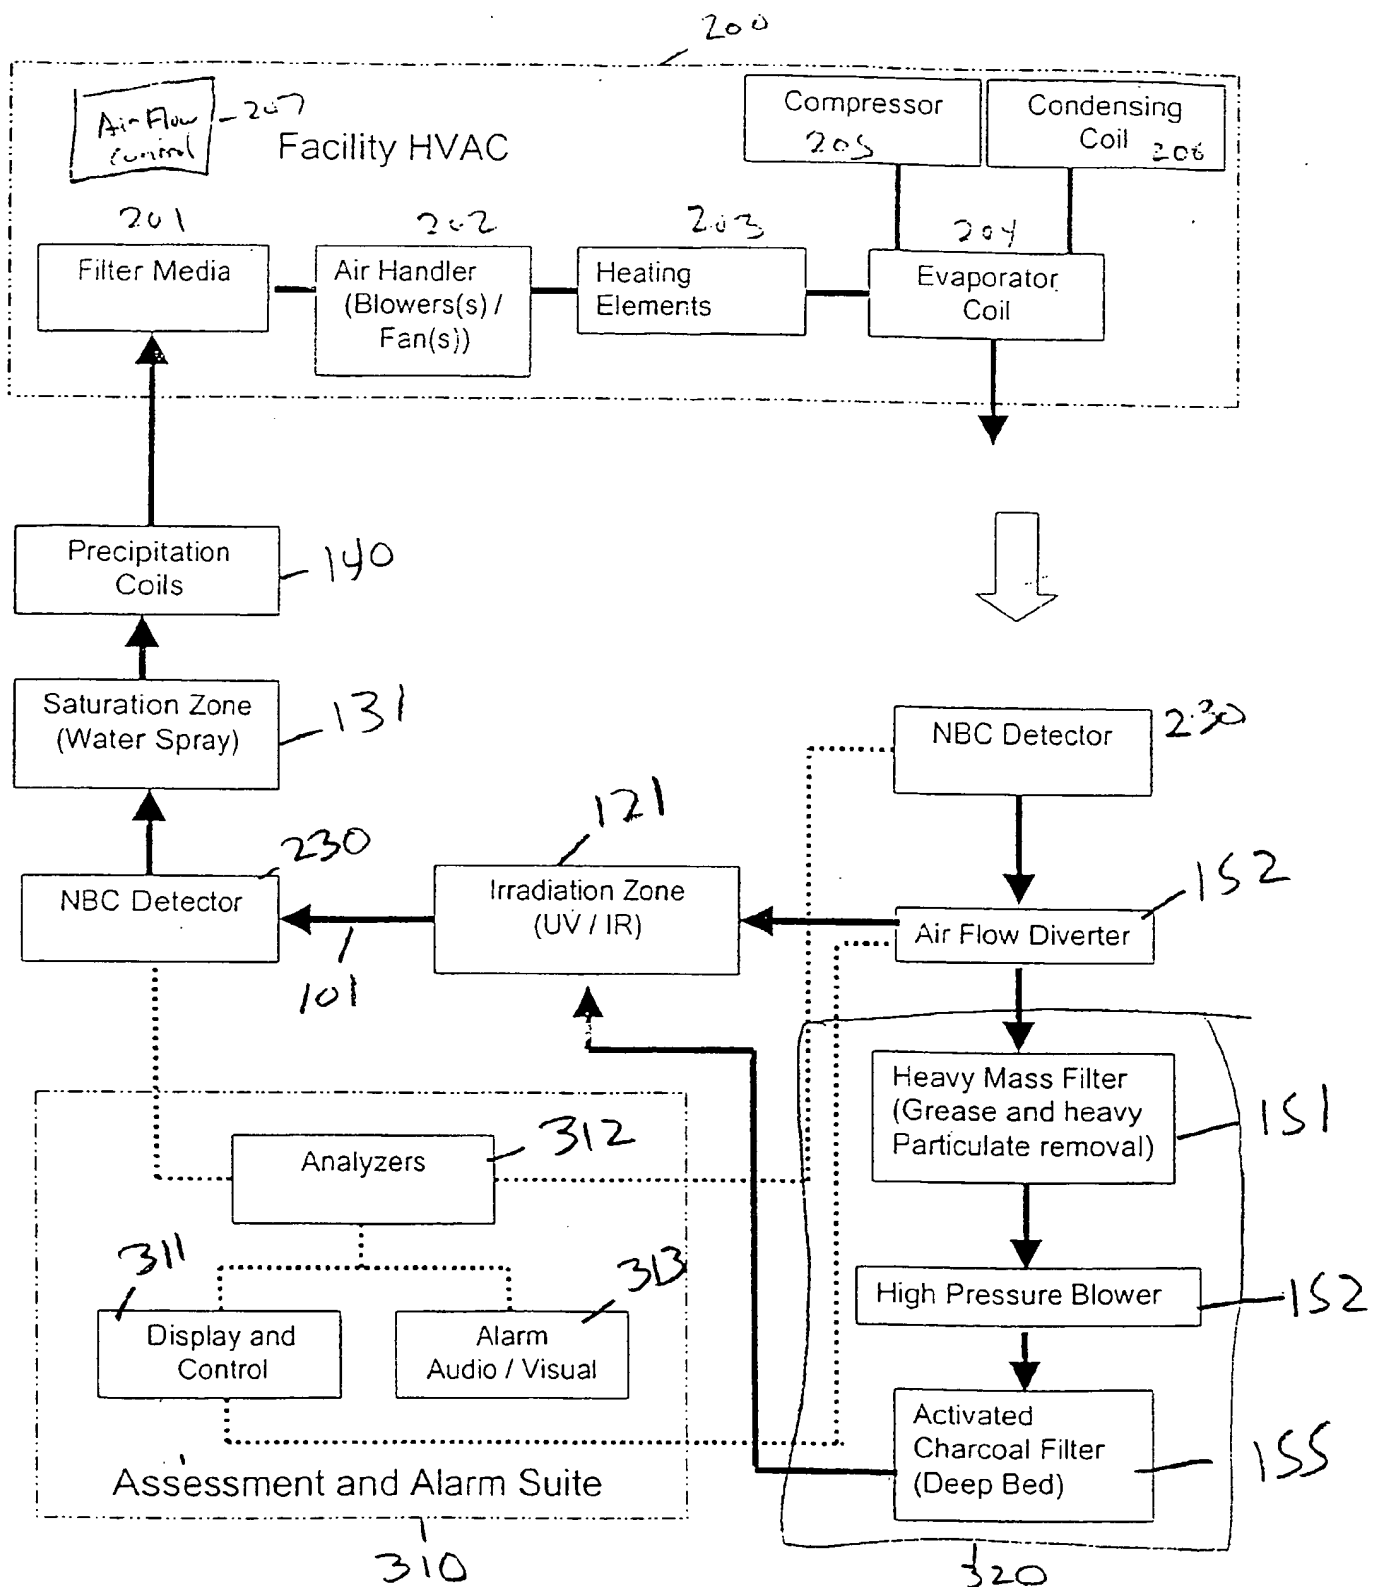 200
Air Flow
control
207
Facility HVAC
Compressor
205
Condensing
Coil
206
201
202
203
204
Filter Media
Air Handler
(Blowers(s) /
Fan(s))
Heating
Elements
Evaporator
Coil
Precipitation
Coils
140
Saturation Zone
(Water Spray)
131
NBC Detector
230
121
230
NBC Detector
Irradiation Zone
(UV / IR)
152
Air Flow Diverter
101
Heavy Mass Filter
(Grease and heavy
Particulate removal)
151
312
Analyzers
311
313
High Pressure Blower
152
Display and
Control
Alarm
Audio / Visual
Activated
Charcoal Filter
(Deep Bed)
155
Assessment and Alarm Suite
310
320